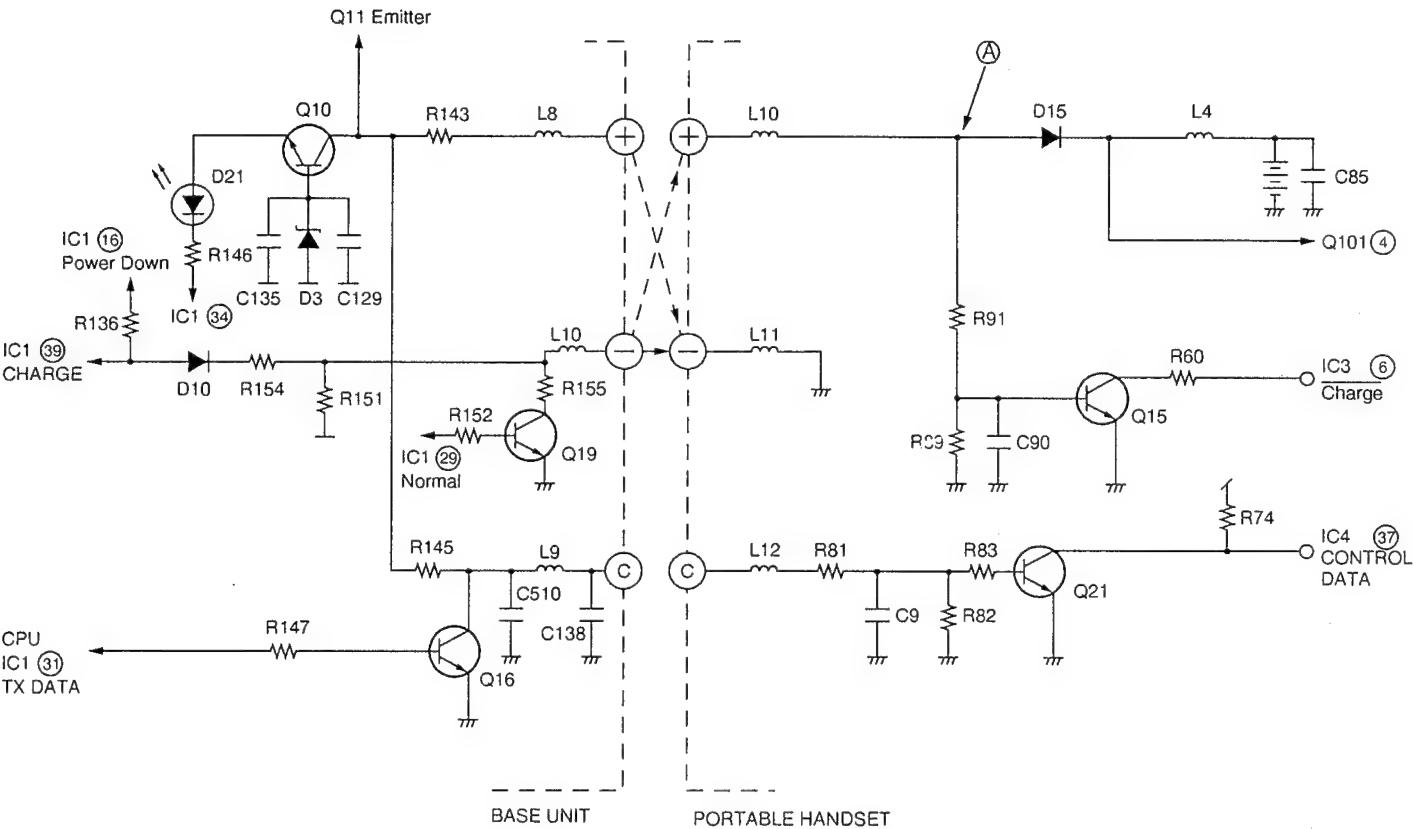 Q11 Emitter
A
Q10
R143
L8
L10
D15
L4
+
+
D21
C85
IC1 16
Power Down
R146
C135
D3
C129
Q101 4
IC1 34
R136
R91
L10
L11
−
−
IC1 39
CHARGE
D10
R154
R151
R155
R60
IC3 6
Charge
R152
Q15
Q19
C90
IC1 29
Normal
R74
R145
L9
C
C
L12
R81
R83
IC4 37
CONTROL
DATA
C510
Q21
C138
C9
R82
R147
CPU
IC1 31
TX DATA
Q16
BASE UNIT
PORTABLE HANDSET